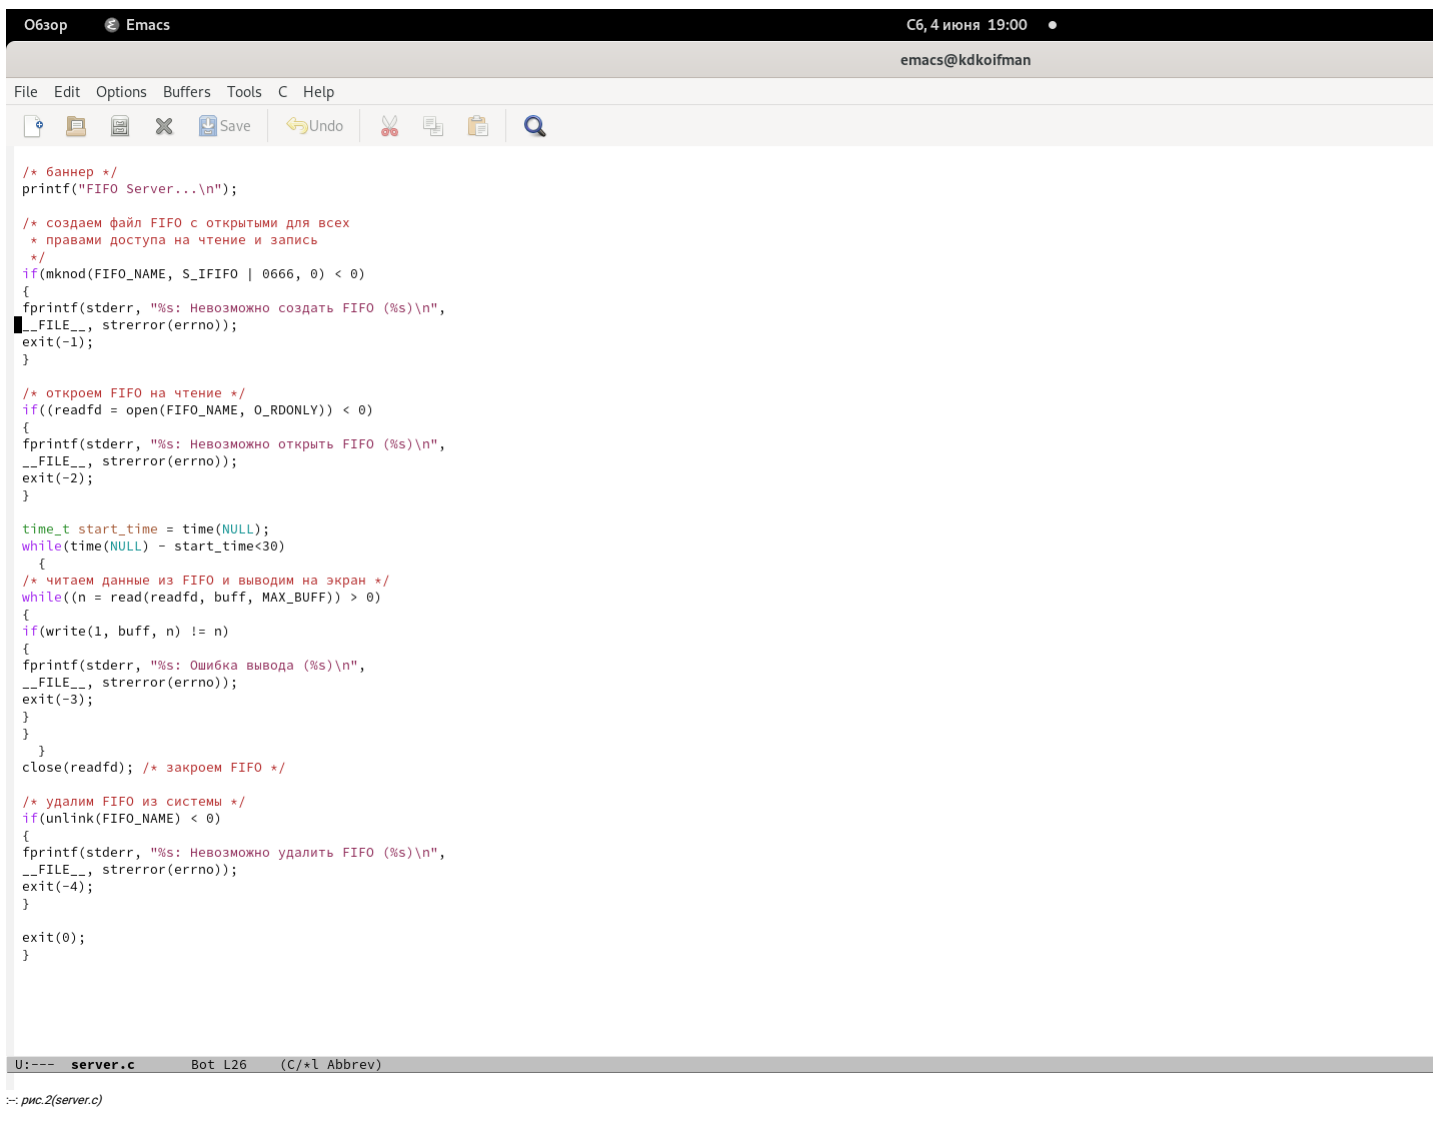 Обзор Emacs Сб, 4 июня 19:00
emacs@kdkoifman
File Edit Options Buffers Tools C Help
Save Undo
/* баннер */
printf("FIFO Server...\n");
/* создаем файл FIFO с открытыми для всех
* правами доступа на чтение и запись
*/
if(mknod(FIFO_NAME, S_IFIFO | 0666, 0) < 0)
{
fprintf(stderr, "%s: Невозможно создать FIFO (%s)\n",
__FILE__, strerror(errno));
exit(-1);
}
/* откроем FIFO на чтение */
if((readfd = open(FIFO_NAME, O_RDONLY)) < 0)
{
fprintf(stderr, "%s: Невозможно открыть FIFO (%s)\n",
__FILE__, strerror(errno));
exit(-2);
}
time_t start_time = time(NULL);
while(time(NULL) - start_time<30)
{
/* читаем данные из FIFO и выводим на экран */
while((n = read(readfd, buff, MAX_BUFF)) > 0)
{
if(write(1, buff, n) != n)
{
fprintf(stderr, "%s: Ошибка вывода (%s)\n",
__FILE__, strerror(errno));
exit(-3);
}
}
}
close(readfd); /* закроем FIFO */
/* удалим FIFO из системы */
if(unlink(FIFO_NAME) < 0)
{
fprintf(stderr, "%s: Невозможно удалить FIFO (%s)\n",
__FILE__, strerror(errno));
exit(-4);
}
exit(0);
}
U:--- server.c Bot L26 (C/*l Abbrev)
:--: рис.2(server.c)